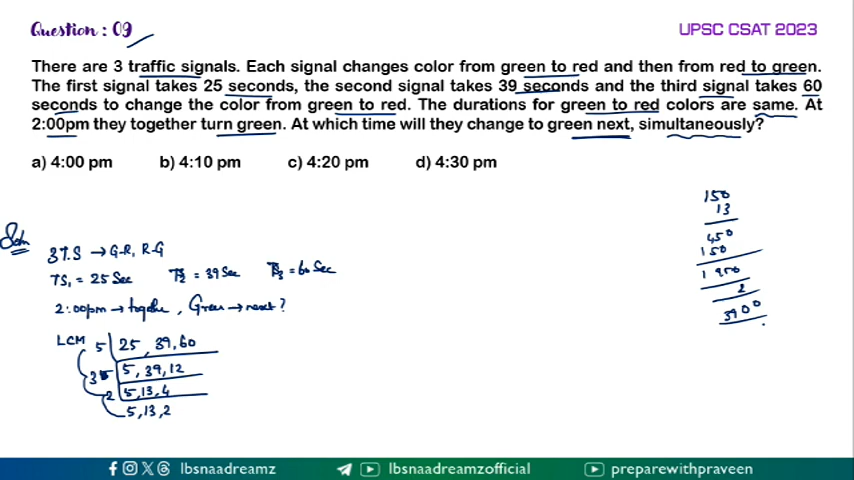 Question : 09
UPSC CSAT 2023
There are 3 traffic signals. Each signal changes color from green to red and then from red to green.
The first signal takes 25 seconds, the second signal takes 39 seconds and the third signal takes 60
seconds to change the color from green to red. The durations for green to red colors are same. At
2:00pm they together turn green. At which time will they change to green next, simultaneously?
a) 4:00 pm b) 4:10 pm c) 4:20 pm d) 4:30 pm
150
13
450
150
1950
2
3900
Soln
3T.S → G-R, R-G
TS1 = 25 Sec TS2 = 39 Sec TS3 = 60 Sec
2:00pm → together, Green → next?
LCM 5 25, 39, 60
3 5, 39, 12
2 5, 13, 4
5, 13, 2
lbsnaadreamz lbsnaadreamzofficial preparewithpraveen